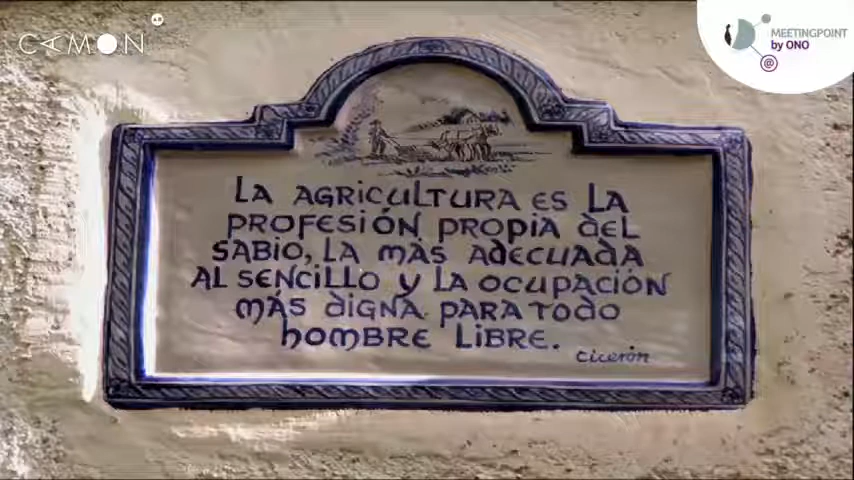 CAMON
MEETINGPOINT
by ONO
@
LA AGRICULTURA ES LA
PROFESIÓN PROPIA DEL
SABIO, LA MÁS ADECUADA
AL SENCILLO Y LA OCUPACIÓN
MÁS DIGNA PARA TODO
HOMBRE LIBRE.
Cicerón